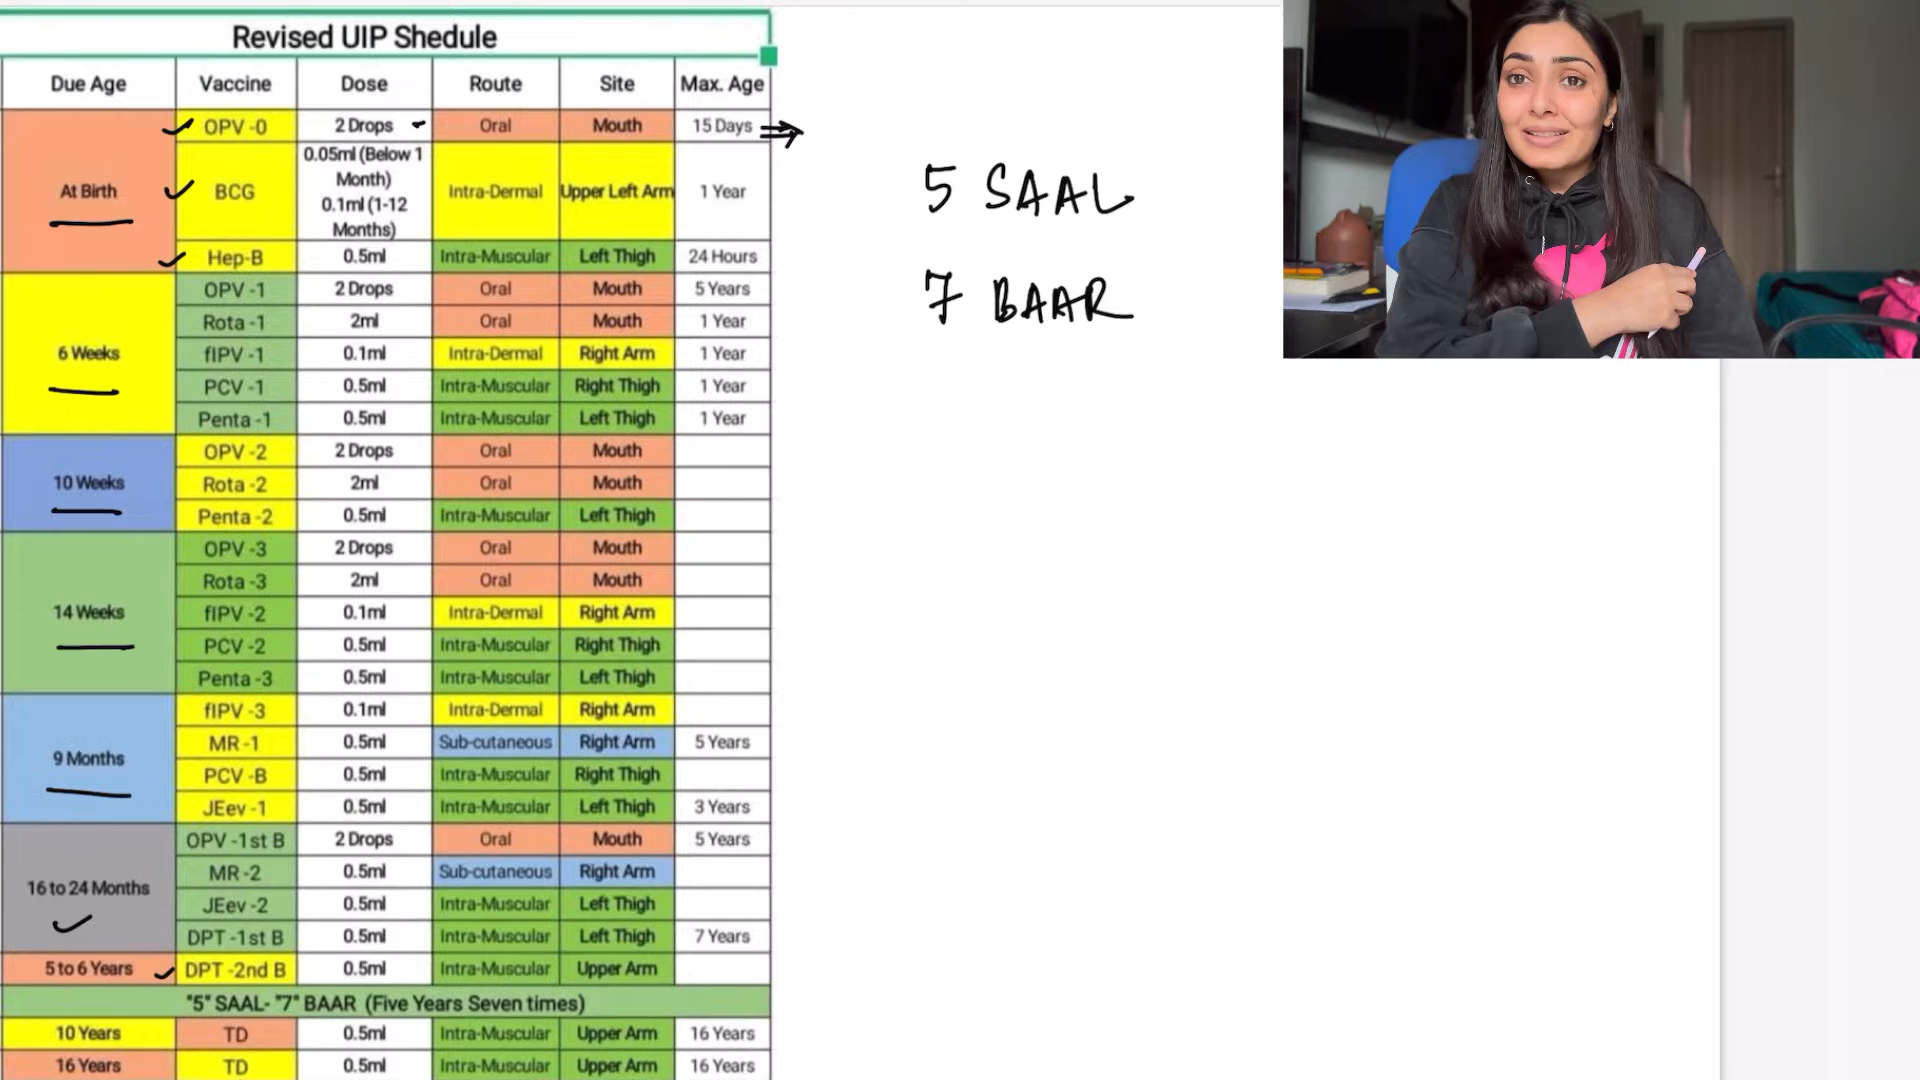 Revised UIP Shedule
Due Age Vaccine Dose Route Site Max. Age
At Birth OPV -0 2 Drops Oral Mouth 15 Days
BCG 0.05ml (Below 1 Month) 0.1ml (1-12 Months) Intra-Dermal Upper Left Arm 1 Year
Hep-B 0.5ml Intra-Muscular Left Thigh 24 Hours
6 Weeks OPV -1 2 Drops Oral Mouth 5 Years
Rota -1 2ml Oral Mouth 1 Year
fIPV -1 0.1ml Intra-Dermal Right Arm 1 Year
PCV -1 0.5ml Intra-Muscular Right Thigh 1 Year
Penta -1 0.5ml Intra-Muscular Left Thigh 1 Year
10 Weeks OPV -2 2 Drops Oral Mouth
Rota -2 2ml Oral Mouth
Penta -2 0.5ml Intra-Muscular Left Thigh
14 Weeks OPV -3 2 Drops Oral Mouth
Rota -3 2ml Oral Mouth
fIPV -2 0.1ml Intra-Dermal Right Arm
PCV -2 0.5ml Intra-Muscular Right Thigh
Penta -3 0.5ml Intra-Muscular Left Thigh
9 Months fIPV -3 0.1ml Intra-Dermal Right Arm
MR -1 0.5ml Sub-cutaneous Right Arm 5 Years
PCV -B 0.5ml Intra-Muscular Right Thigh
JEev -1 0.5ml Intra-Muscular Left Thigh 3 Years
16 to 24 Months OPV -1st B 2 Drops Oral Mouth 5 Years
MR -2 0.5ml Sub-cutaneous Right Arm
JEev -2 0.5ml Intra-Muscular Left Thigh
DPT -1st B 0.5ml Intra-Muscular Left Thigh 7 Years
5 to 6 Years DPT -2nd B 0.5ml Intra-Muscular Upper Arm
"5" SAAL- "7" BAAR (Five Years Seven times)
10 Years TD 0.5ml Intra-Muscular Upper Arm 16 Years
16 Years TD 0.5ml Intra-Muscular Upper Arm 16 Years
5 SAAL
7 BAAR